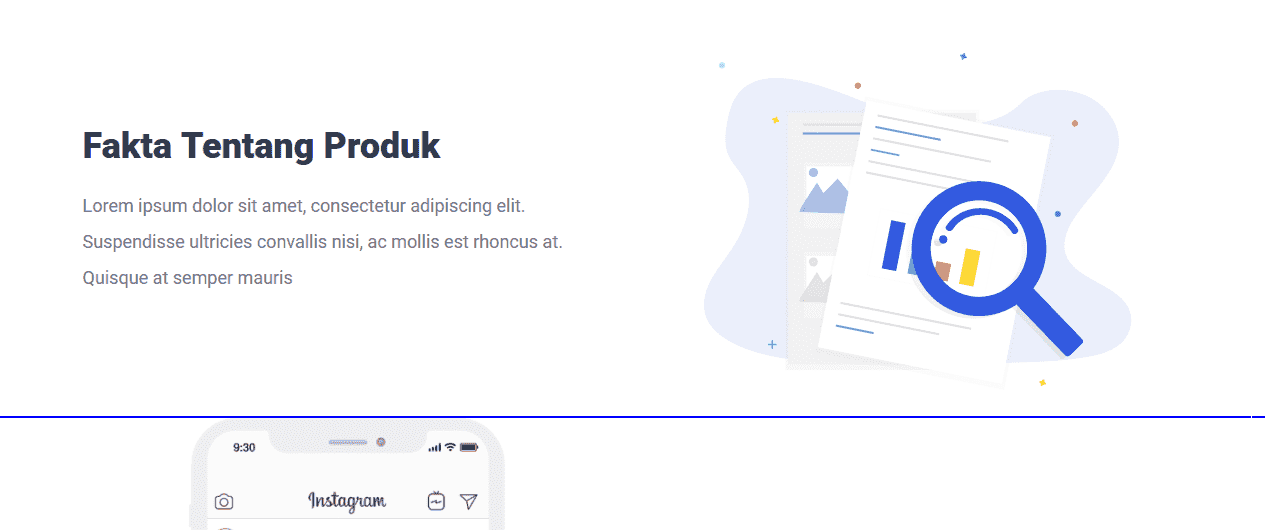 Fakta Tentang Produk
Lorem ipsum dolor sit amet, consectetur adipiscing elit.
Suspendisse ultricies convallis nisi, ac mollis est rhoncus at.
Quisque at semper mauris
9:30
Instagram